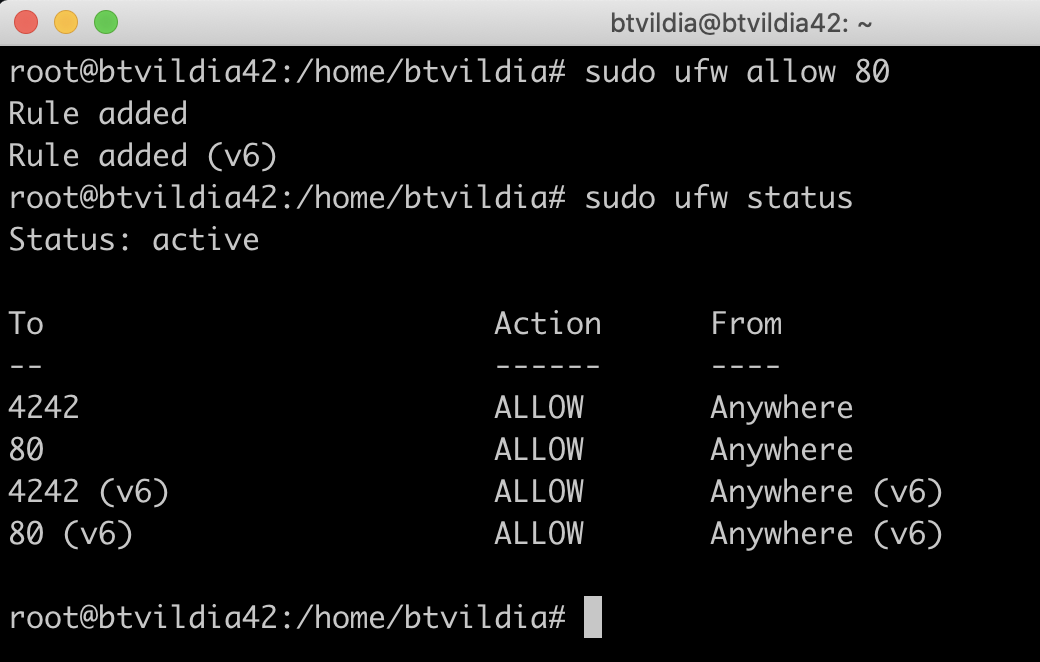 btvildia@btvildia42: ~
root@btvildia42:/home/btvildia# sudo ufw allow 80
Rule added
Rule added (v6)
root@btvildia42:/home/btvildia# sudo ufw status
Status: active
To                         Action      From
--                         ------      ----
4242                       ALLOW       Anywhere
80                         ALLOW       Anywhere
4242 (v6)                  ALLOW       Anywhere (v6)
80 (v6)                    ALLOW       Anywhere (v6)
root@btvildia42:/home/btvildia#